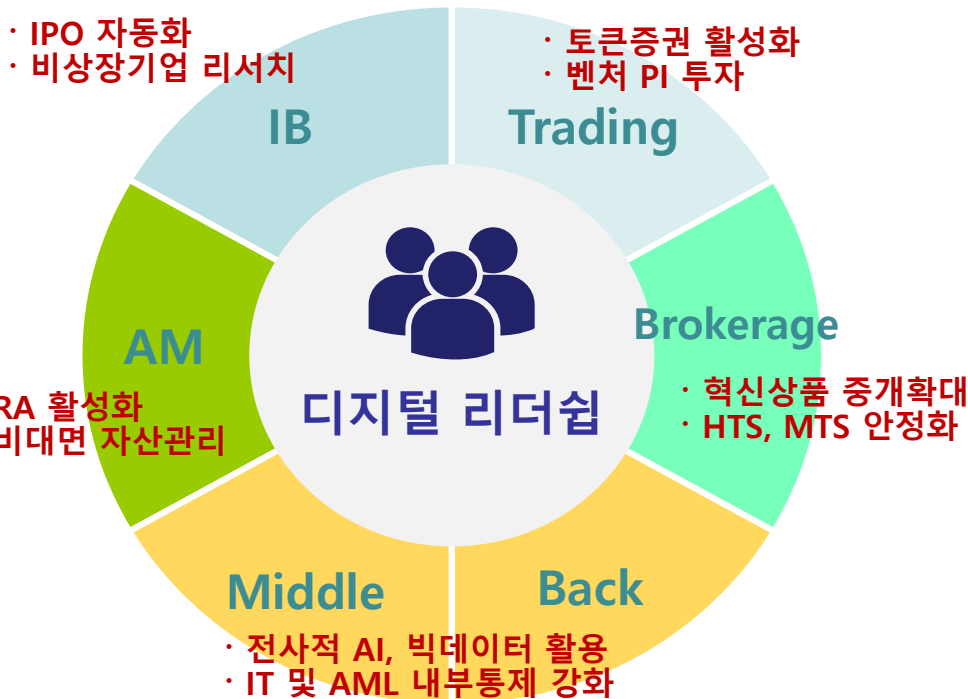 · IPO 자동화
· 비상장기업 리서치
IB
· 토큰증권 활성화
· 벤처 PI 투자
Trading
Brokerage
· 혁신상품 중개확대
· HTS, MTS 안정화
AM
RA 활성화
비대면 자산관리
디지털 리더쉽
Middle
Back
· 전사적 AI, 빅데이터 활용
· IT 및 AML 내부통제 강화